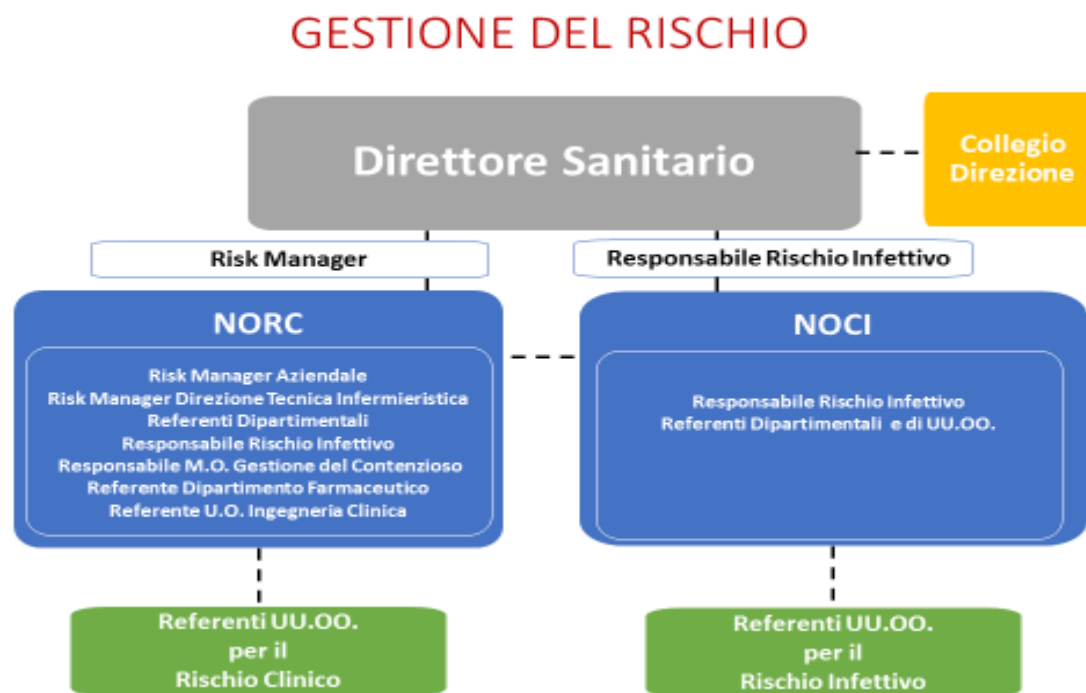 GESTIONE DEL RISCHIO
Direttore Sanitario
Collegio
Direzione
Risk Manager
Responsabile Rischio Infettivo
NORC
Risk Manager Aziendale
Risk Manager Direzione Tecnica Infermieristica
Referenti Dipartimentali
Responsabile Rischio Infettivo
Responsabile M.O. Gestione del Contenzioso
Referente Dipartimento Farmaceutico
Referente U.O. Ingegneria Clinica
NOCI
Responsabile Rischio Infettivo
Referenti Dipartimentali e di UU.OO.
Referenti UU.OO.
per il
Rischio Clinico
Referenti UU.OO.
per il
Rischio Infettivo